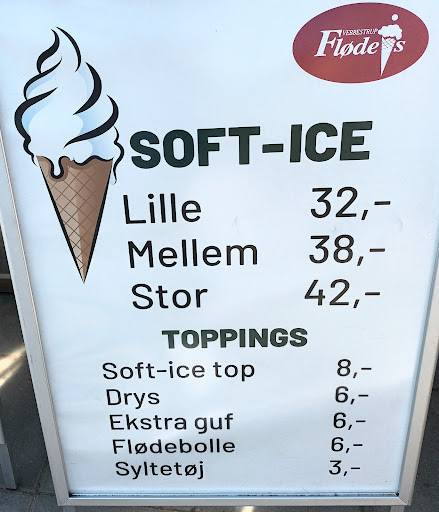 VEBBESTRUP
Flødeis
SOFT-ICE
Lille 32,-
Mellem 38,-
Stor 42,-
TOPPINGS
Soft-ice top 8,-
Drys 6,-
Ekstra guf 6,-
Flødebolle 6,-
Syltetøj 3,-